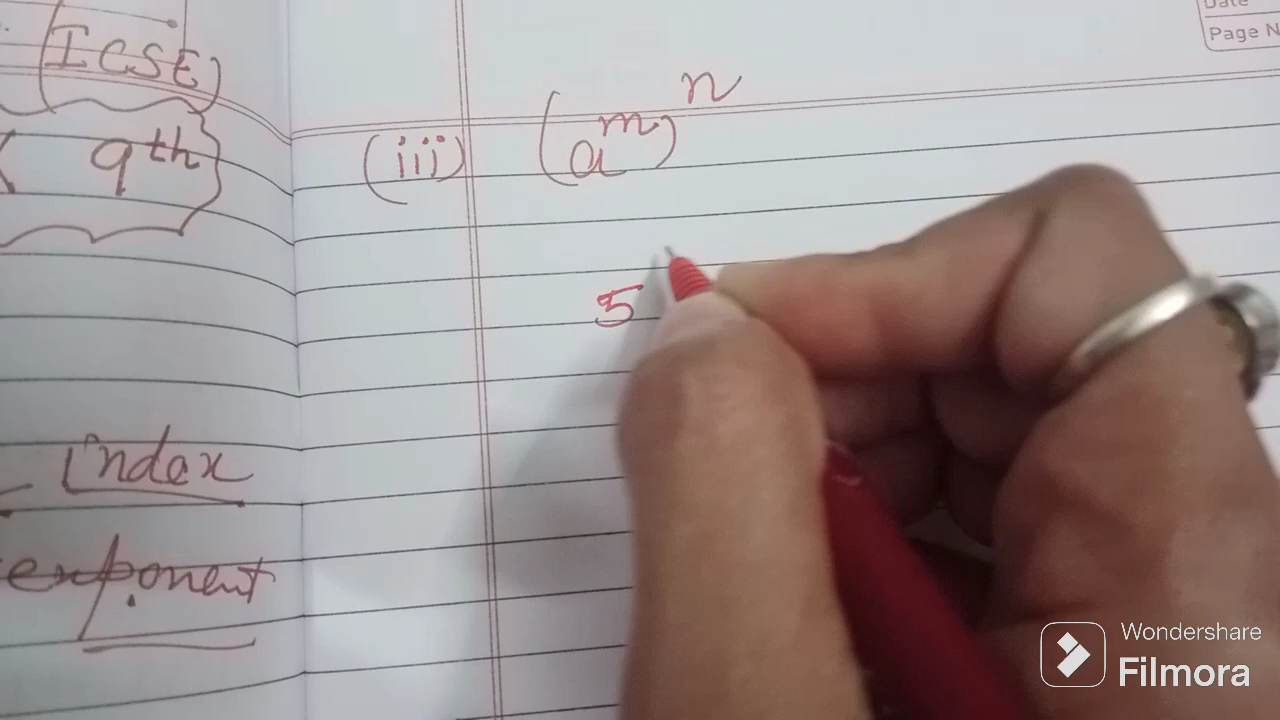 (ICSE)
9th
index
exponent
Date
Page N
(iii) (a^m)^n
5
Wondershare
Filmora